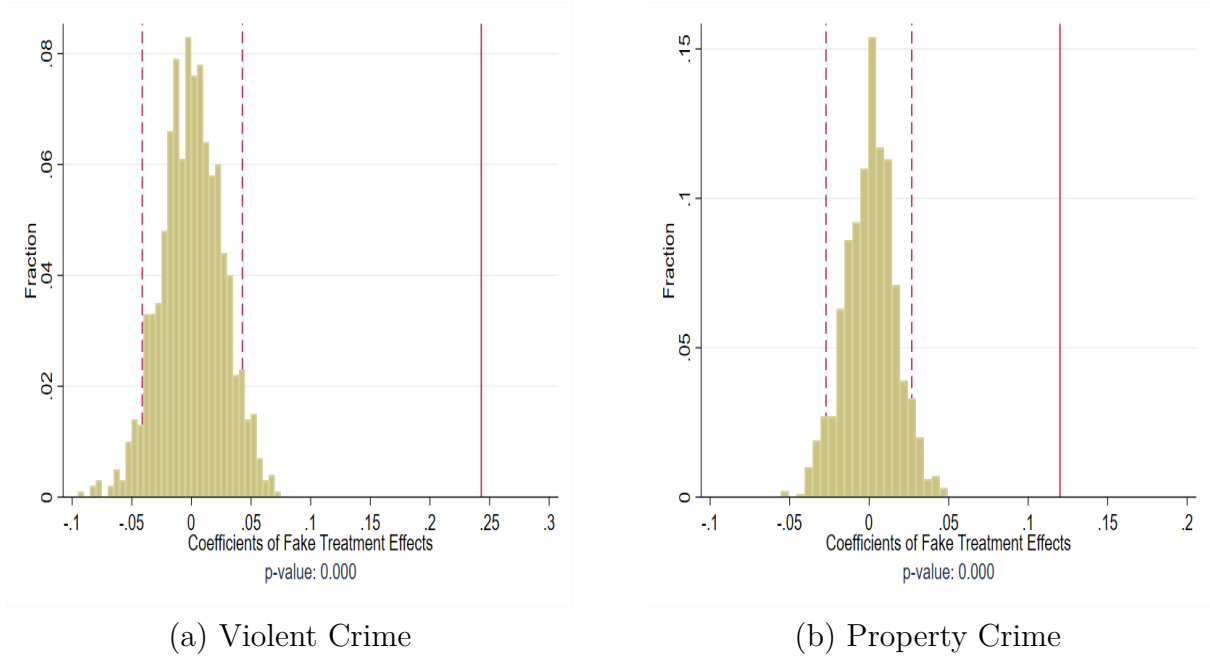 .08
.06
.04
.02
0
Fraction
-.1 -.05 0 .05 .1 .15 .2 .25 .3
Coefficients of Fake Treatment Effects
p-value: 0.000
(a) Violent Crime
.15
.1
.05
0
Fraction
-.1 -.05 0 .05 .1 .15 .2
Coefficients of Fake Treatment Effects
p-value: 0.000
(b) Property Crime